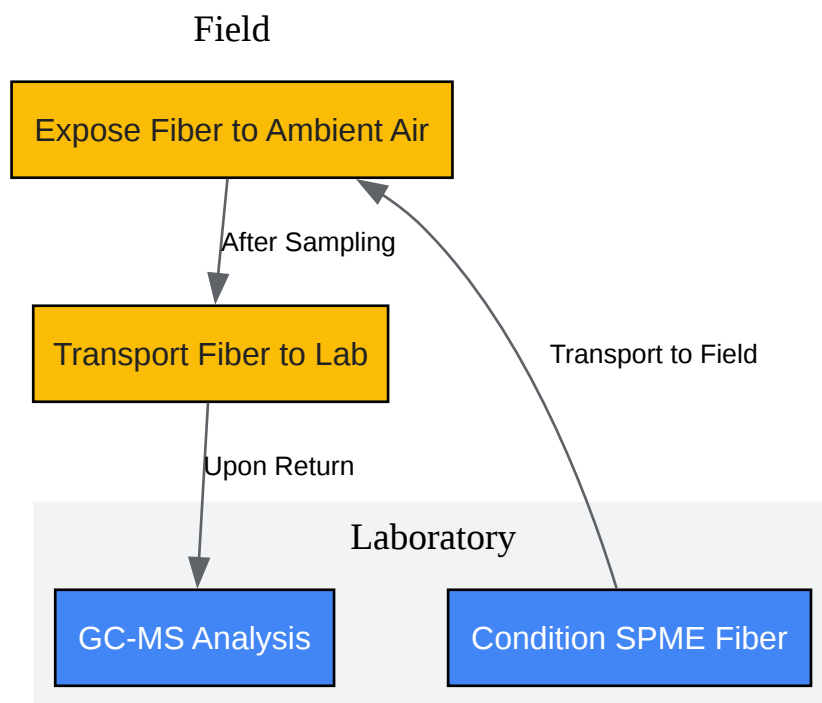 Field
Expose Fiber to Ambient Air
After Sampling
Transport Fiber to Lab
Transport to Field
Upon Return
Laboratory
GC-MS Analysis
Condition SPME Fiber